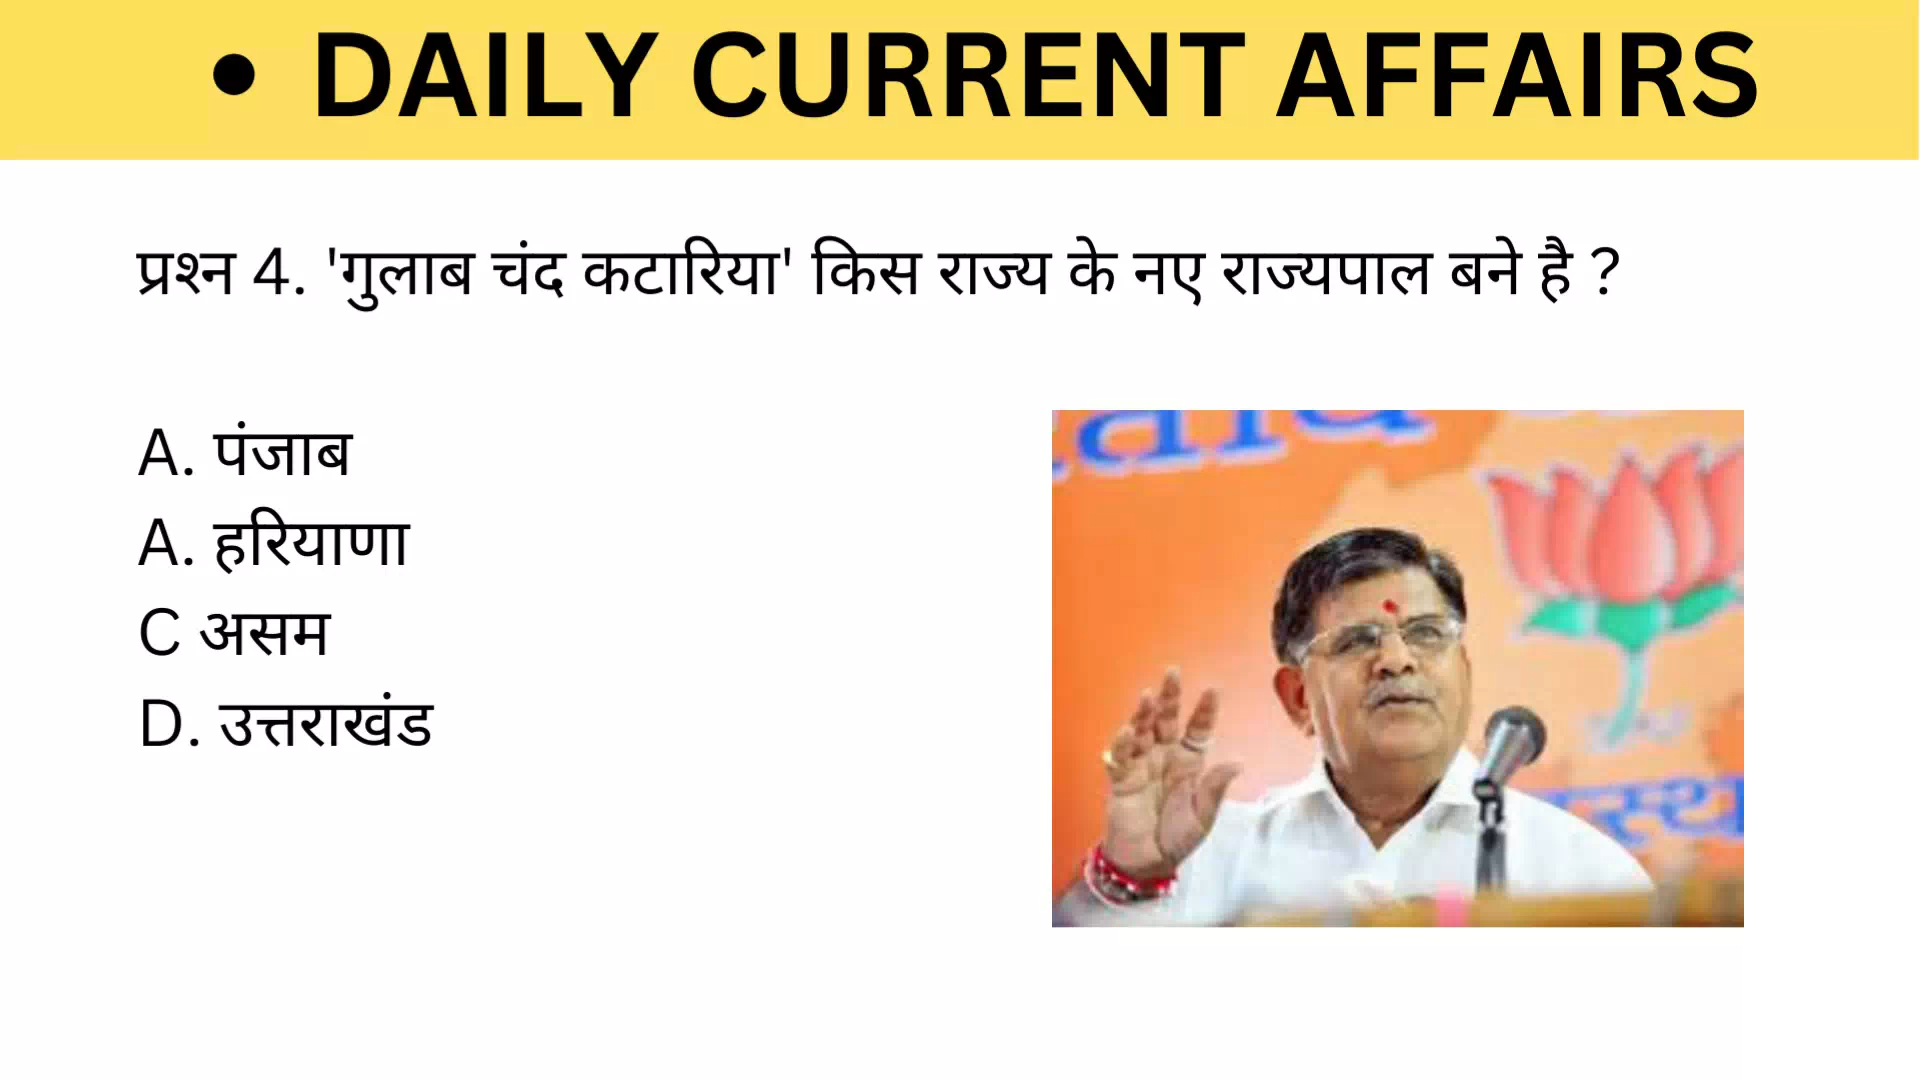 • DAILY CURRENT AFFAIRS
प्रश्न 4. 'गुलाब चंद कटारिया' किस राज्य के नए राज्यपाल बने है ?
A. पंजाब
A. हरियाणा
C असम
D. उत्तराखंड